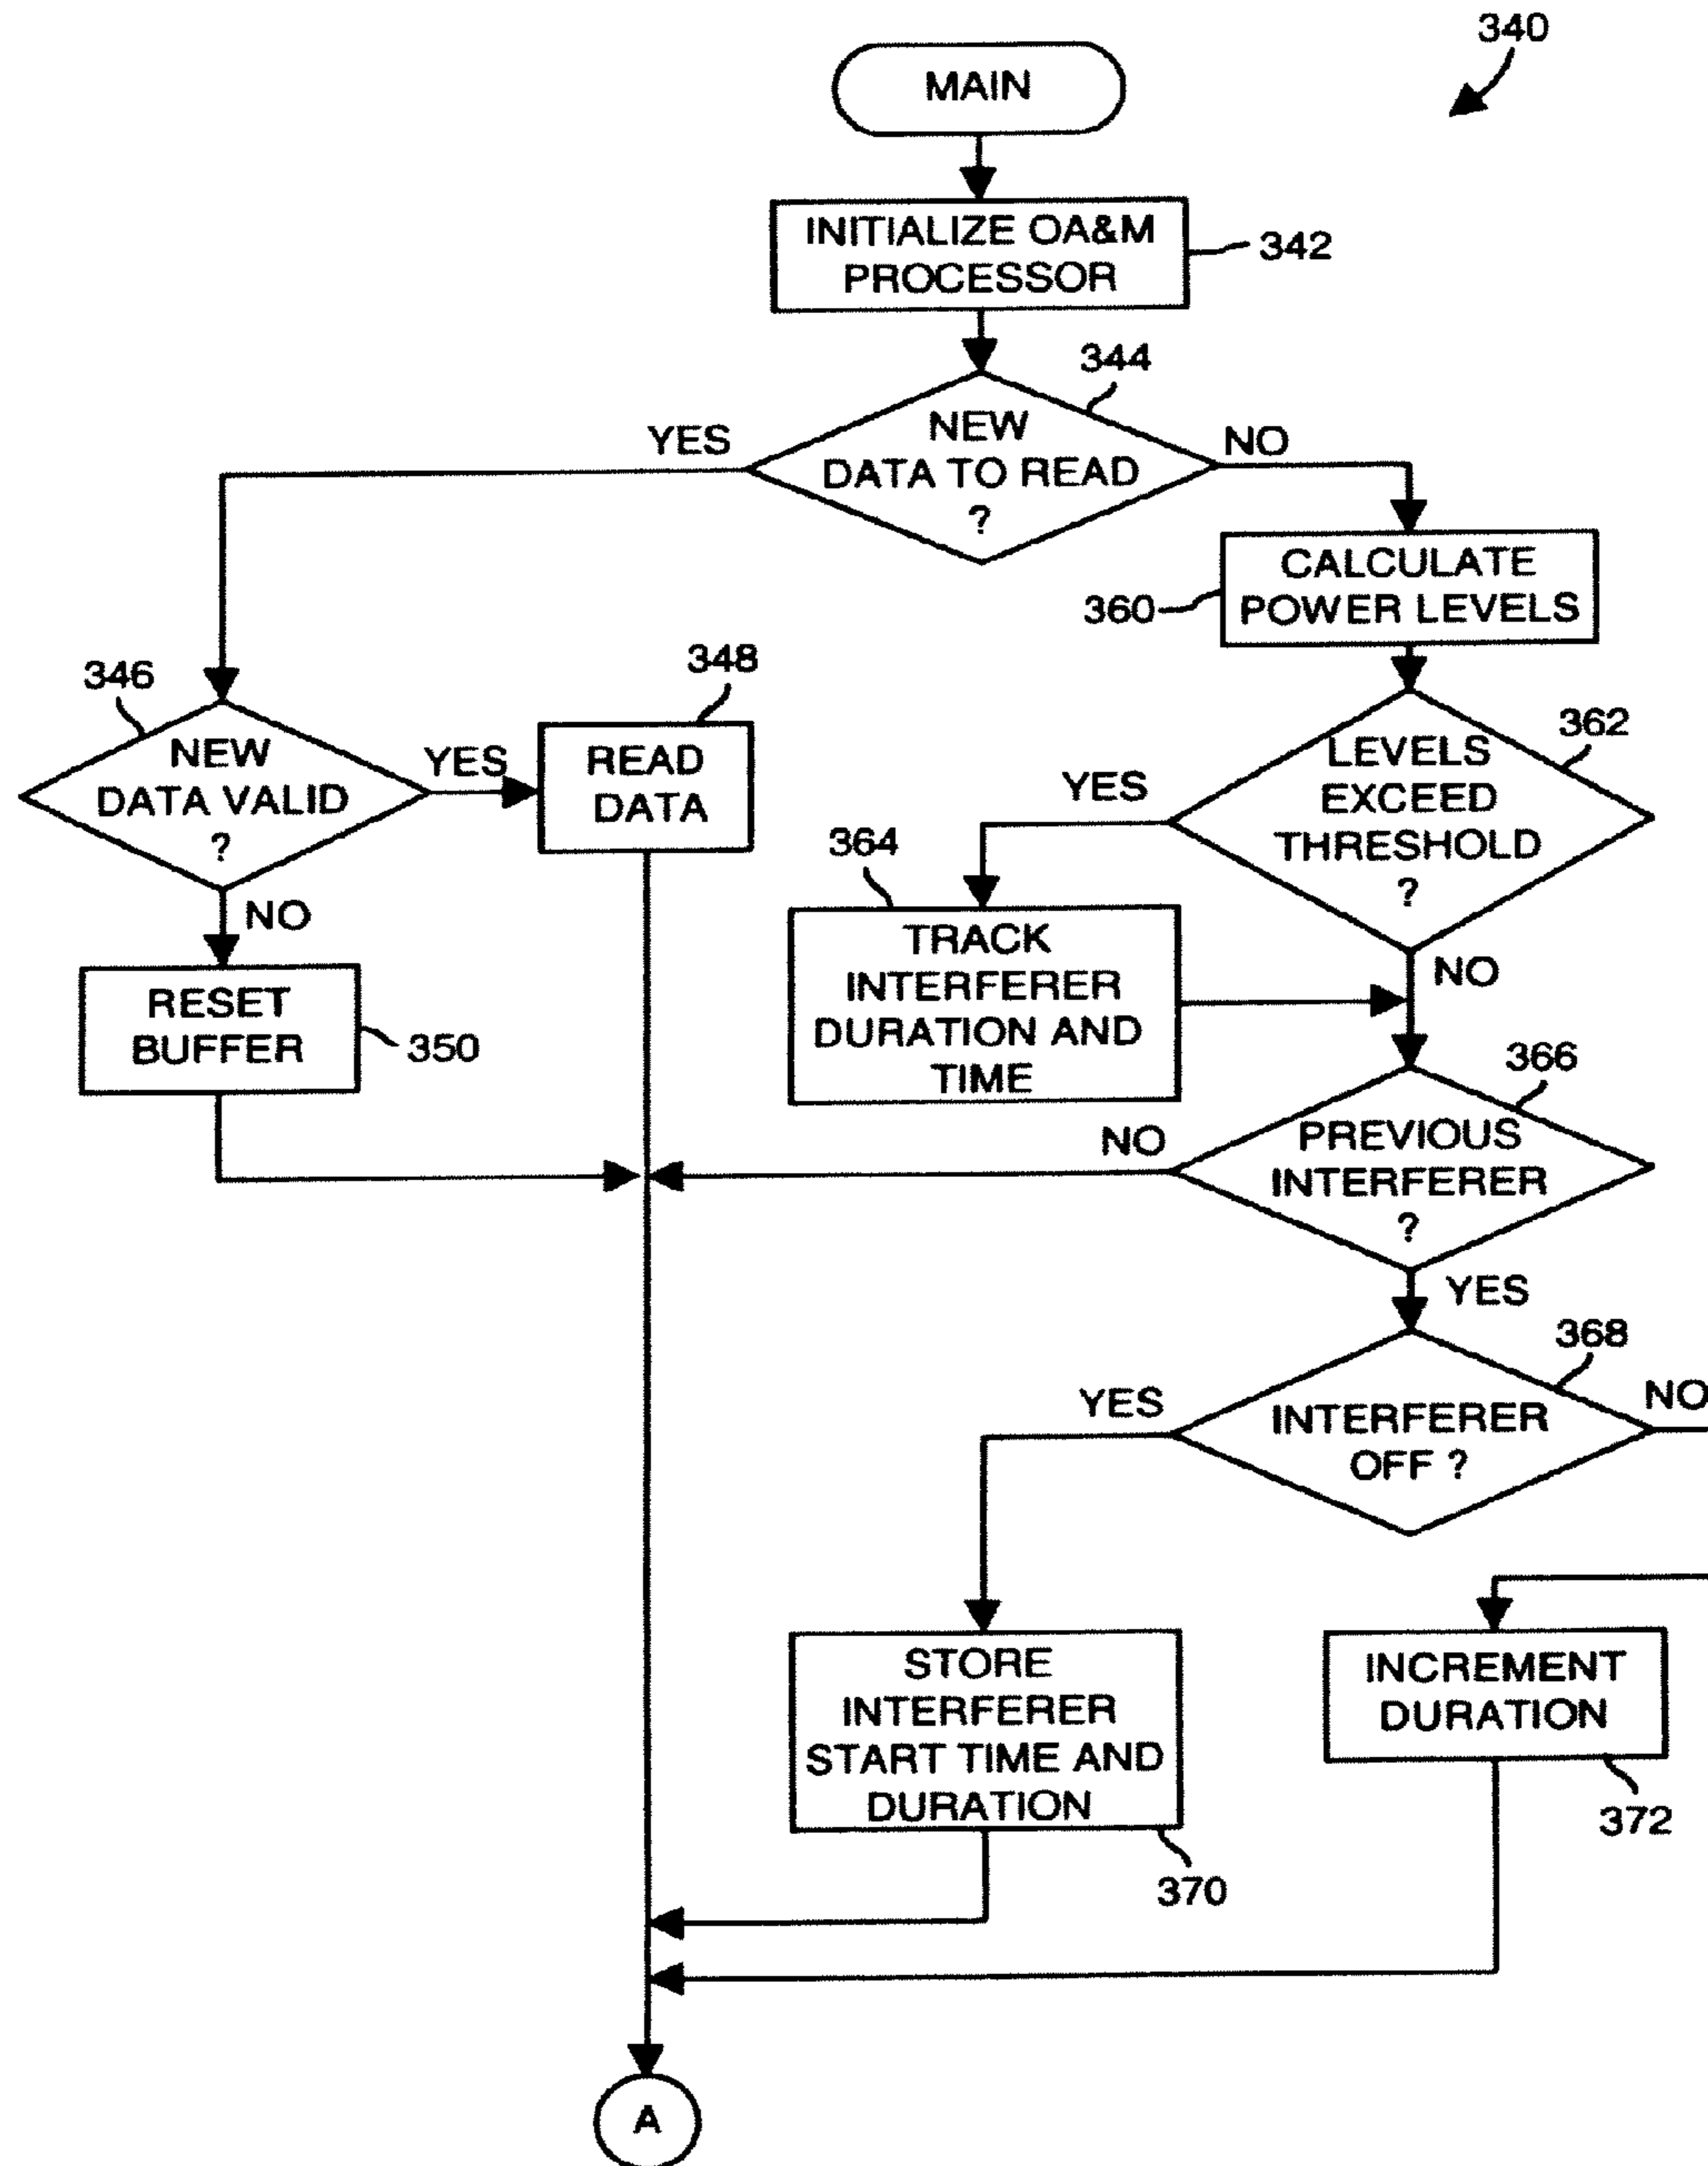 340
MAIN
INITIALIZE OA&M
PROCESSOR
342
344
NEW
DATA TO READ
?
YES
NO
CALCULATE
POWER LEVELS
360
346
NEW
DATA VALID
?
YES
348
READ
DATA
362
LEVELS
EXCEED
THRESHOLD
?
YES
NO
364
TRACK
INTERFERER
DURATION AND
TIME
NO
RESET
BUFFER
350
366
PREVIOUS
INTERFERER
?
NO
YES
368
INTERFERER
OFF ?
YES
NO
STORE
INTERFERER
START TIME AND
DURATION
370
INCREMENT
DURATION
372
A